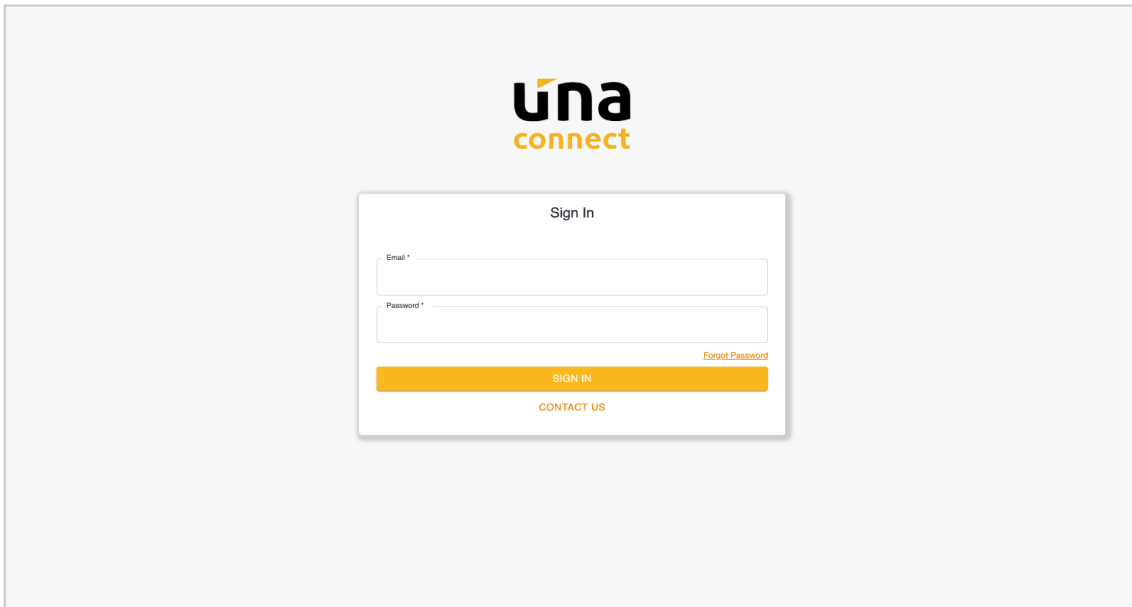 una
connect
Sign In
Email *
Password *
Forgot Password
SIGN IN
CONTACT US